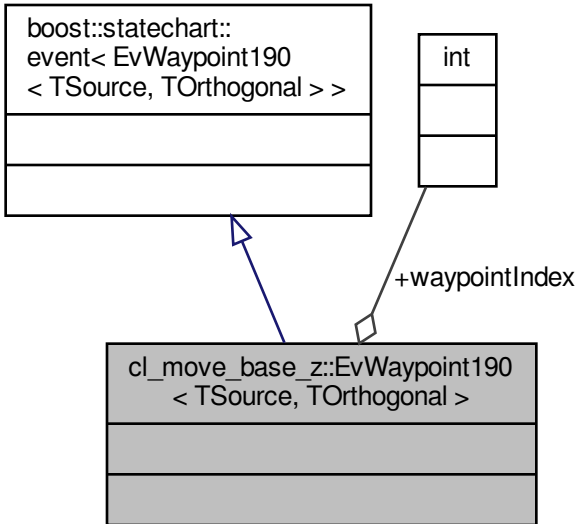 boost::statechart::
event< EvWaypoint190
< TSource, TOrthogonal > >
int
+waypointIndex
cl_move_base_z::EvWaypoint190
< TSource, TOrthogonal >